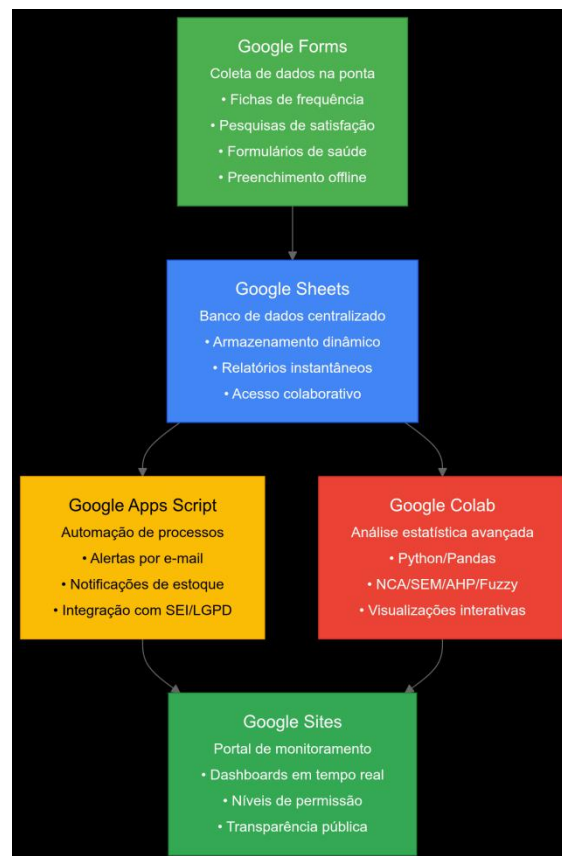 Google Forms
Coleta de dados na ponta
• Fichas de frequência
• Pesquisas de satisfação
• Formulários de saúde
• Preenchimento offline
Google Sheets
Banco de dados centralizado
• Armazenamento dinâmico
• Relatórios instantâneos
• Acesso colaborativo
Google Apps Script
Automação de processos
• Alertas por e-mail
• Notificações de estoque
• Integração com SEI/LGPD
Google Colab
Análise estatística avançada
• Python/Pandas
• NCA/SEM/AHP/Fuzzy
• Visualizações interativas
Google Sites
Portal de monitoramento
• Dashboards em tempo real
• Níveis de permissão
• Transparência pública